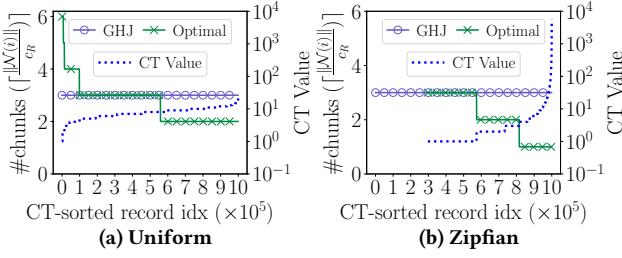 GHJ Optimal
CT Value
#chunks (⌈‖𝒩(i)‖/c_R⌉)
6
4
2
0
10^4
10^3
10^2
10^1
10^0
10^-1
CT Value
0 1 2 3 4 5 6 7 8 9 10
CT-sorted record idx (×10^5)
(a) Uniform
GHJ Optimal
CT Value
#chunks (⌈‖𝒩(i)‖/c_R⌉)
6
4
2
0
10^4
10^3
10^2
10^1
10^0
10^-1
CT Value
0 1 2 3 4 5 6 7 8 9 10
CT-sorted record idx (×10^5)
(b) Zipfian